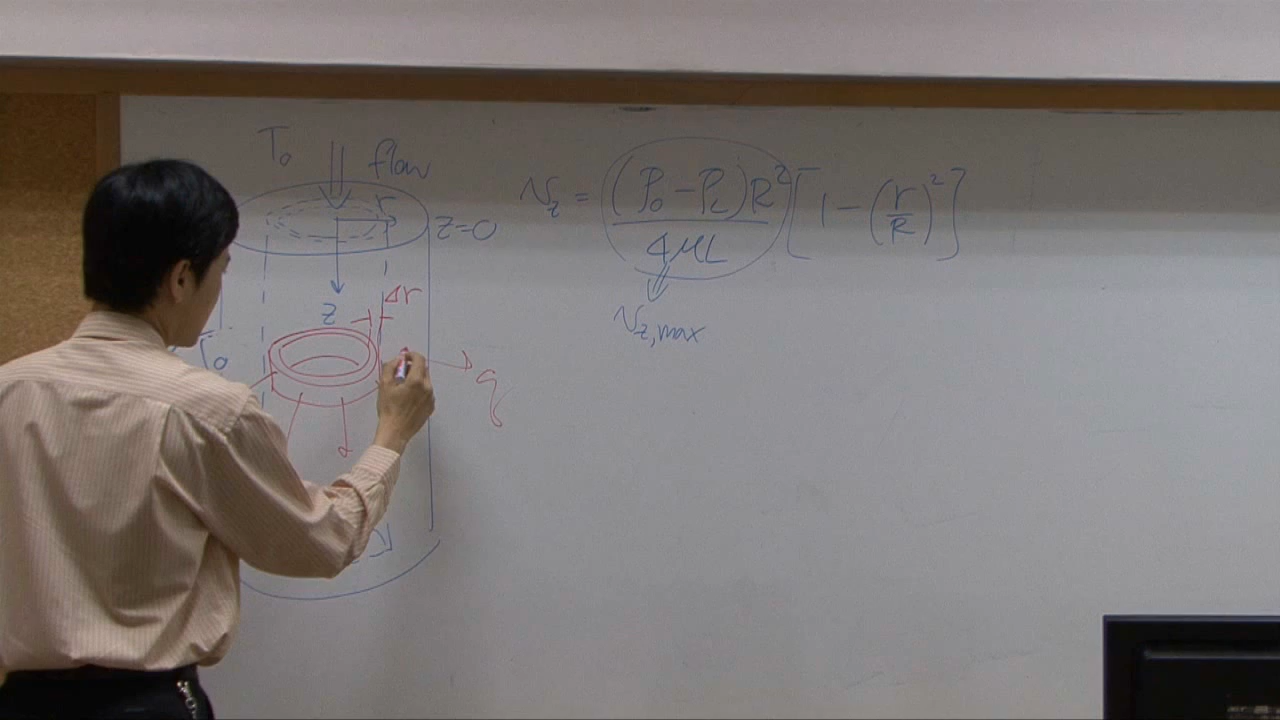 T₀ flow
r
z=0
z
Δr
T₀
q
v_z = (P₀ − P_L)R² / 4μL [1 − (r/R)²]
v_z,max